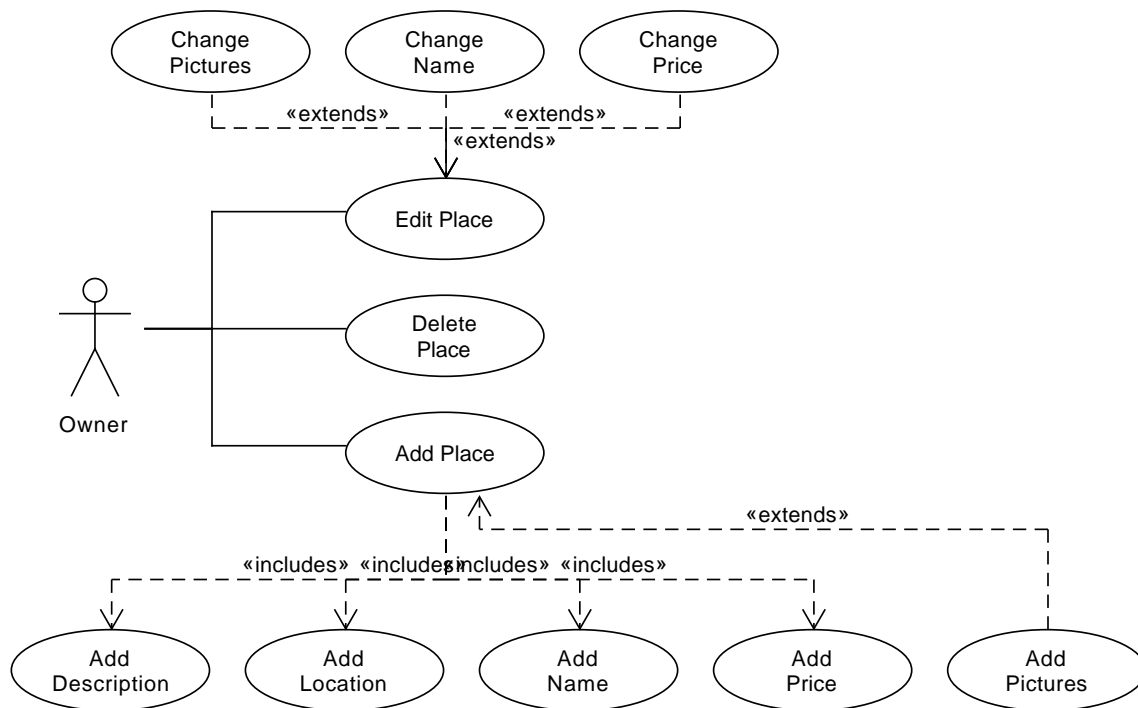 Change
Pictures
Change
Name
Change
Price
«extends»
«extends»
«extends»
Edit Place
Delete
Place
Owner
Add Place
«extends»
«includes»
«includes»
«includes»
«includes»
Add
Description
Add
Location
Add
Name
Add
Price
Add
Pictures